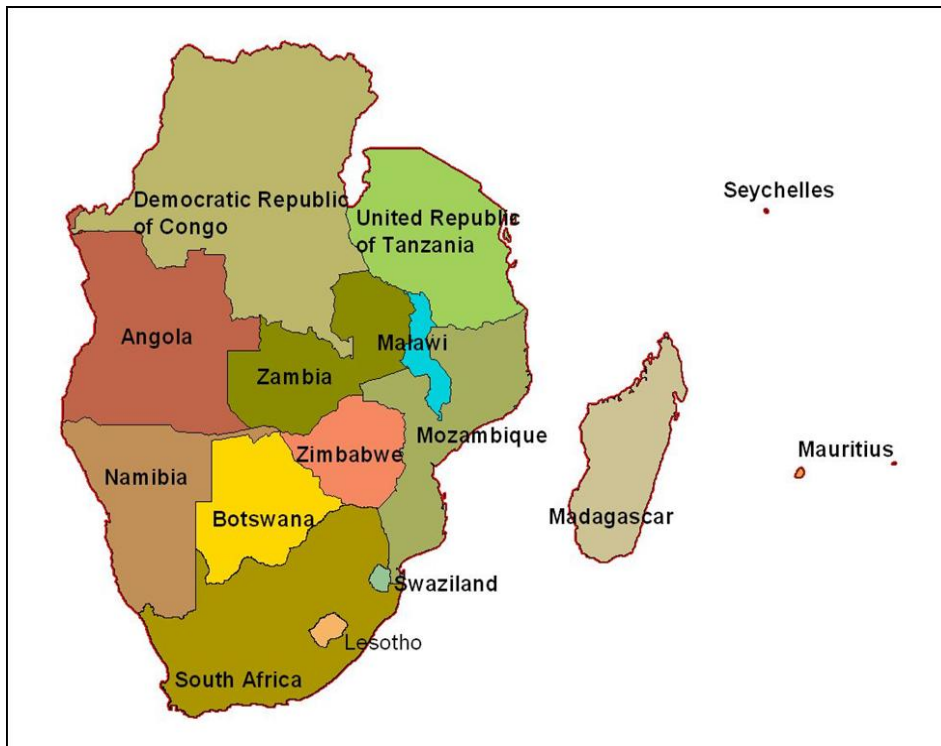 Seychelles
Democratic Republic
of Congo
United Republic
of Tanzania
Angola
Malawi
Zambia
Mozambique
Mauritius
Zimbabwe
Namibia
Madagascar
Botswana
Swaziland
Lesotho
South Africa